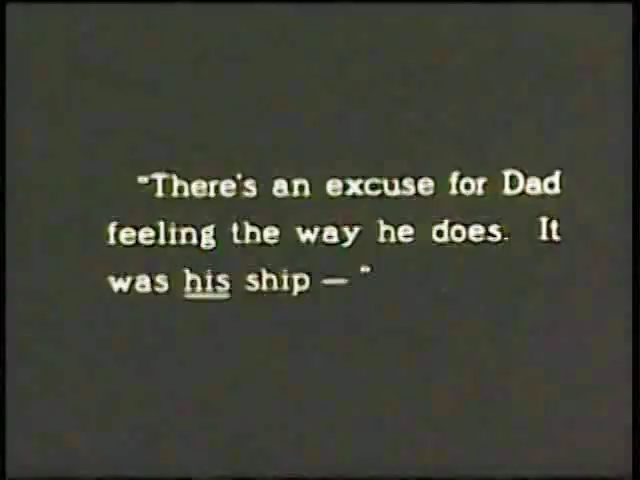 "There's an excuse for Dad
feeling the way he does. It
was his ship — "